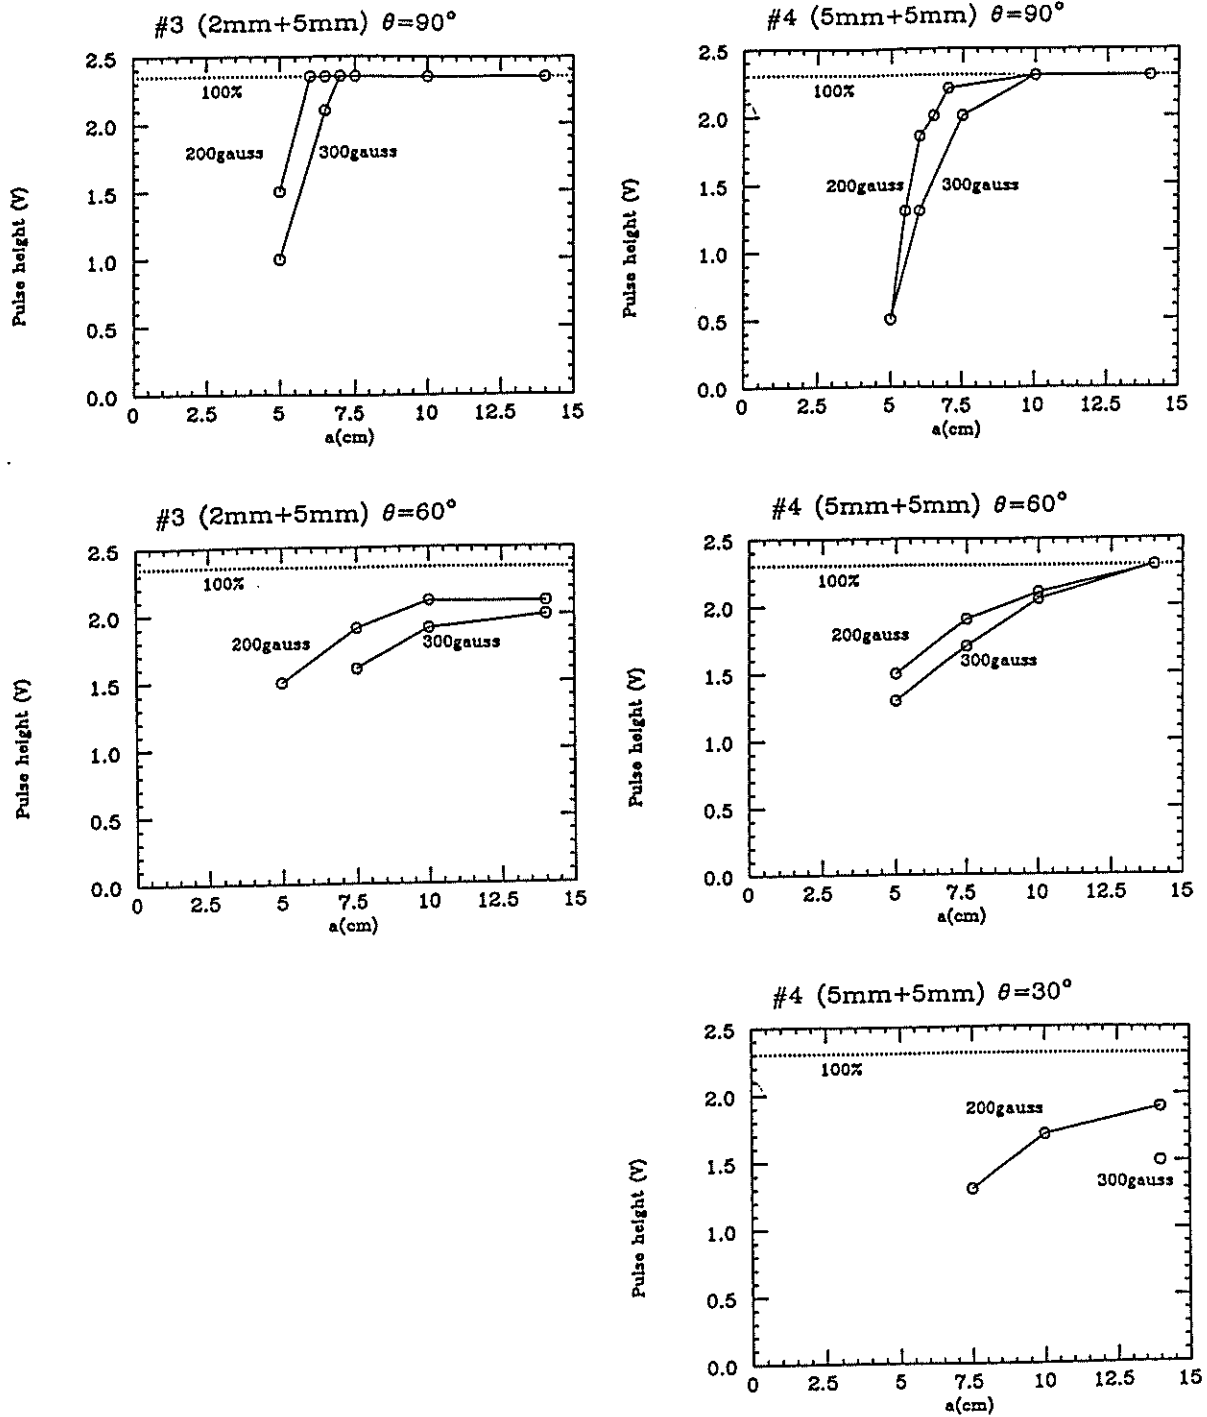 #3 (2mm+5mm) θ=90°
2.5
2.0
1.5
1.0
0.5
0.0
100%
200gauss
300gauss
Pulse height (V)
0 2.5 5 7.5 10 12.5 15
a(cm)
#4 (5mm+5mm) θ=90°
2.5
2.0
1.5
1.0
0.5
0.0
100%
200gauss
300gauss
Pulse height (V)
0 2.5 5 7.5 10 12.5 15
a(cm)
#3 (2mm+5mm) θ=60°
2.5
2.0
1.5
1.0
0.5
0.0
100%
200gauss
300gauss
Pulse height (V)
0 2.5 5 7.5 10 12.5 15
a(cm)
#4 (5mm+5mm) θ=60°
2.5
2.0
1.5
1.0
0.5
0.0
100%
200gauss
300gauss
Pulse height (V)
0 2.5 5 7.5 10 12.5 15
a(cm)
#4 (5mm+5mm) θ=30°
2.5
2.0
1.5
1.0
0.5
0.0
100%
200gauss
300gauss
Pulse height (V)
0 2.5 5 7.5 10 12.5 15
a(cm)